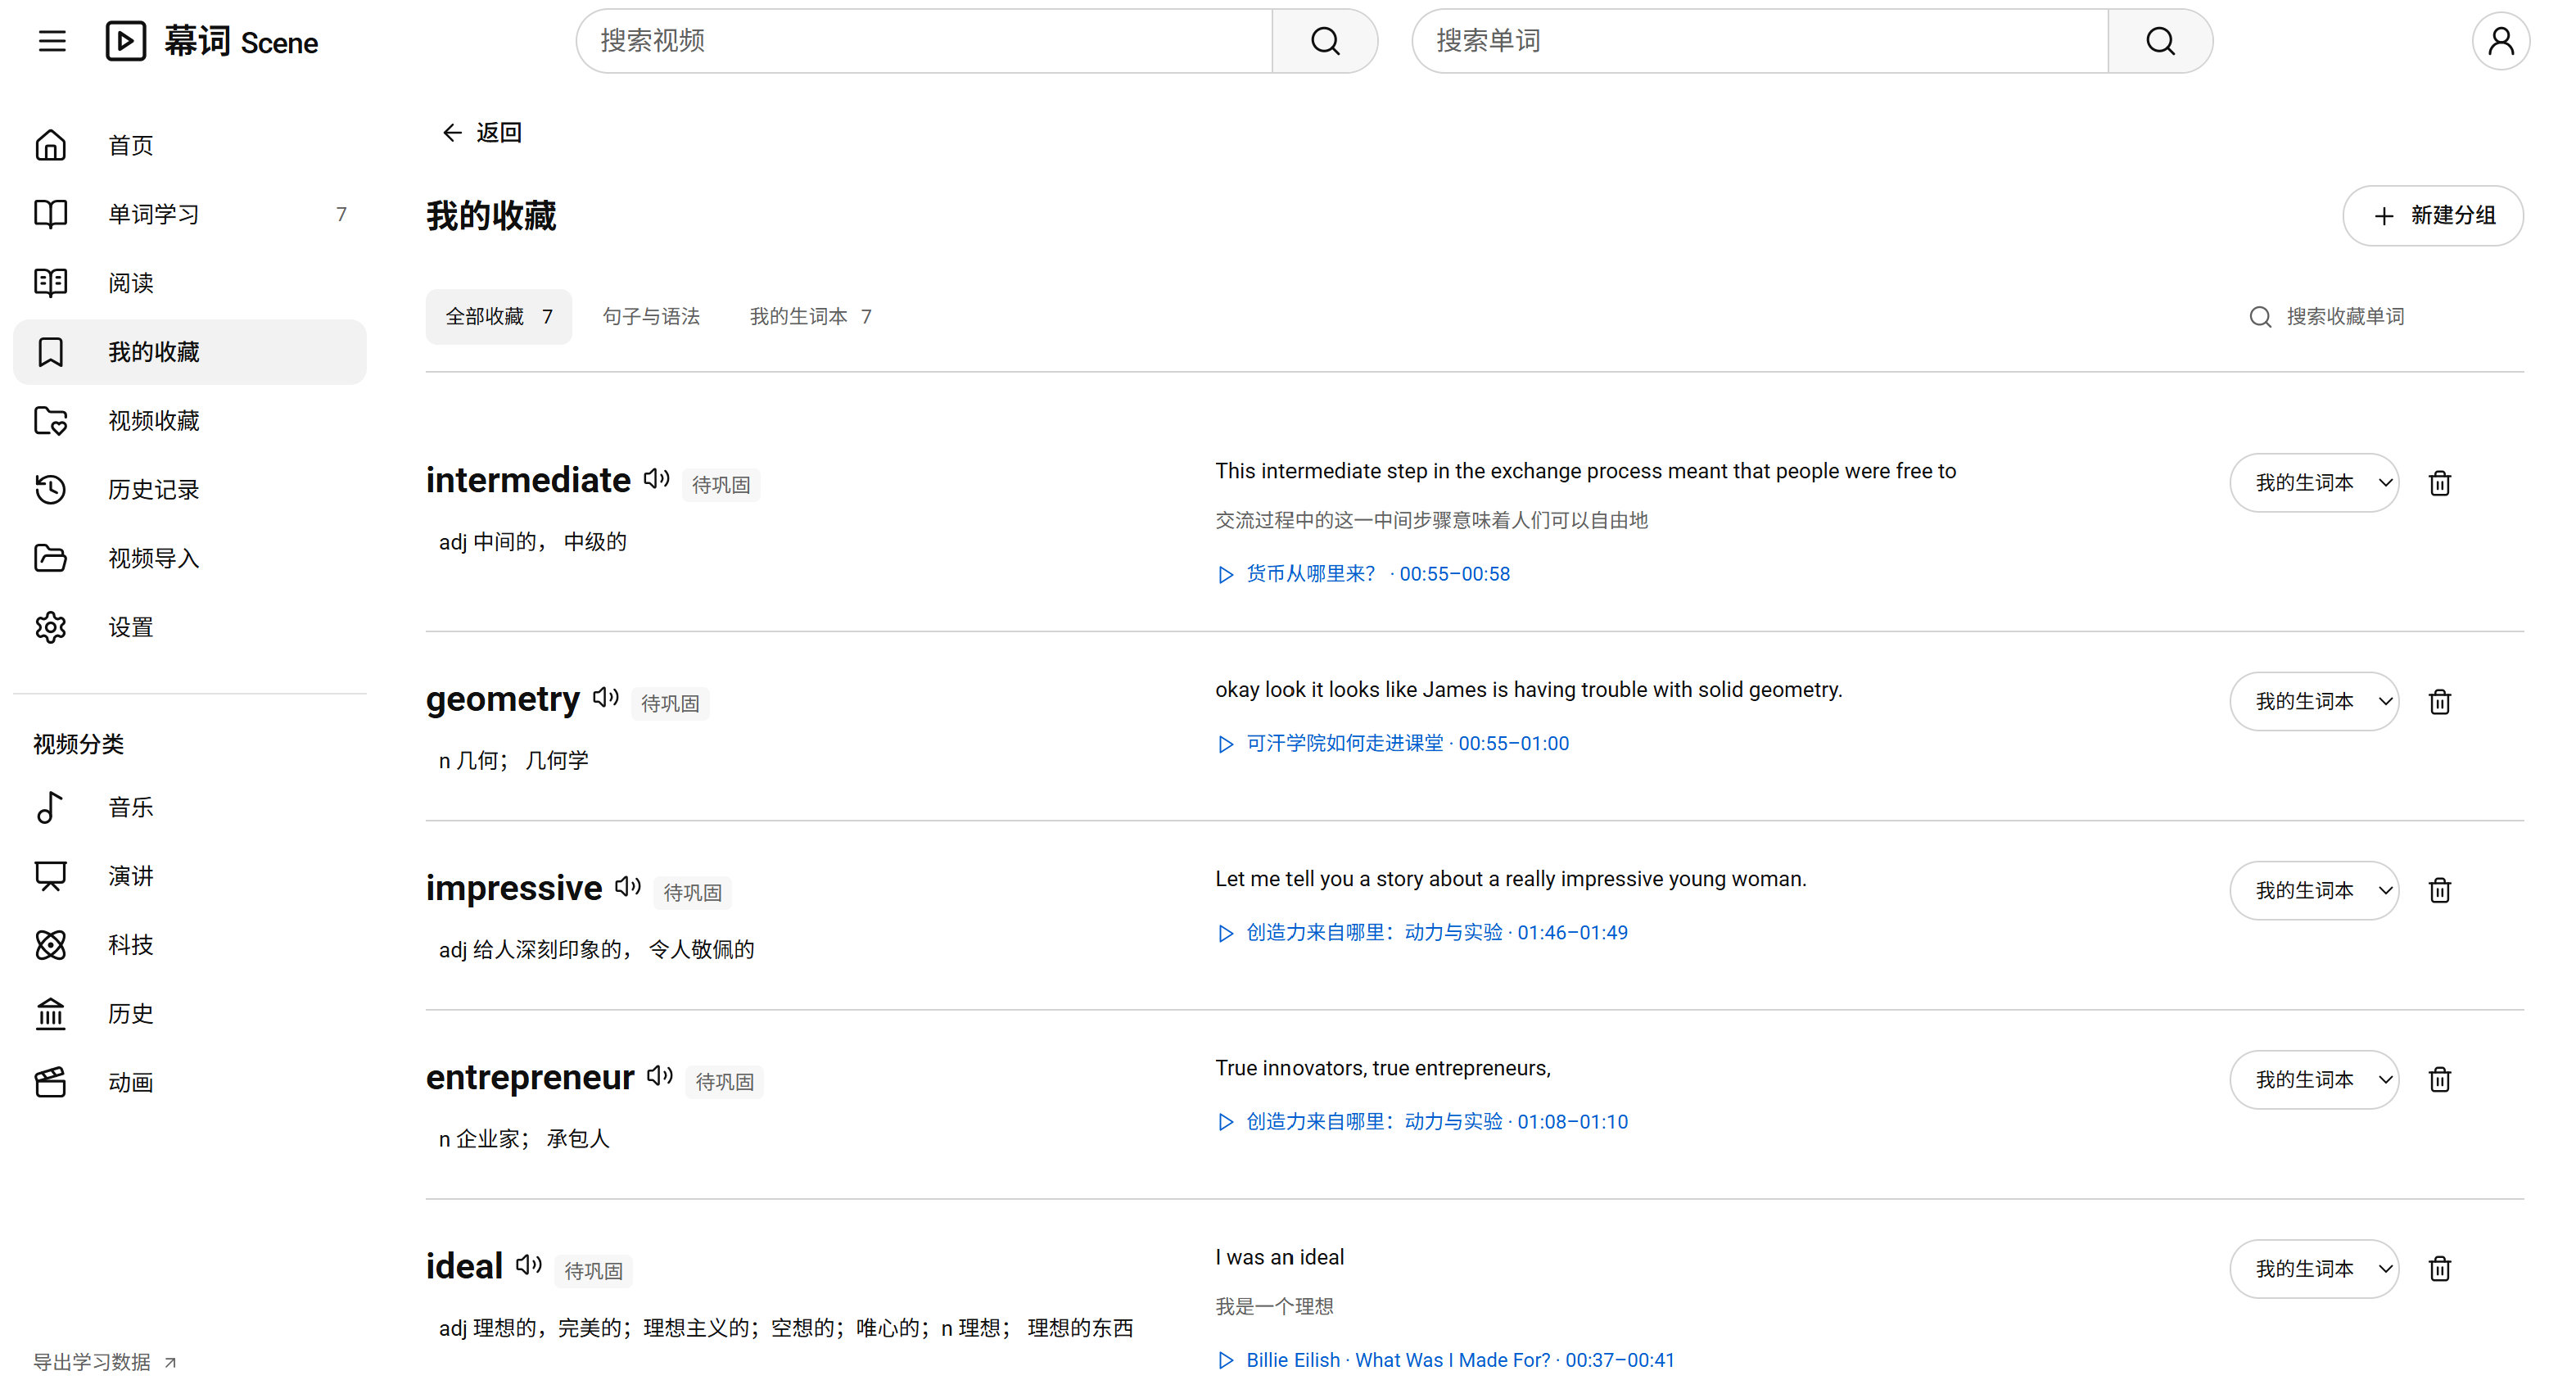 幕词 Scene
搜索视频
搜索单词
首页
单词学习 7
阅读
我的收藏
视频收藏
历史记录
视频导入
设置
视频分类
音乐
演讲
科技
历史
动画
导出学习数据
返回
我的收藏
新建分组
全部收藏 7
句子与语法
我的生词本 7
搜索收藏单词
intermediate 待巩固
adj 中间的， 中级的
This intermediate step in the exchange process meant that people were free to
交流过程中的这一中间步骤意味着人们可以自由地
货币从哪里来？ · 00:55–00:58
我的生词本
geometry 待巩固
n 几何； 几何学
okay look it looks like James is having trouble with solid geometry.
可汗学院如何走进课堂 · 00:55–01:00
我的生词本
impressive 待巩固
adj 给人深刻印象的， 令人敬佩的
Let me tell you a story about a really impressive young woman.
创造力来自哪里：动力与实验 · 01:46–01:49
我的生词本
entrepreneur 待巩固
n 企业家； 承包人
True innovators, true entrepreneurs,
创造力来自哪里：动力与实验 · 01:08–01:10
我的生词本
ideal 待巩固
adj 理想的，完美的；理想主义的；空想的；唯心的；n 理想； 理想的东西
I was an ideal
我是一个理想
Billie Eilish · What Was I Made For? · 00:37–00:41
我的生词本